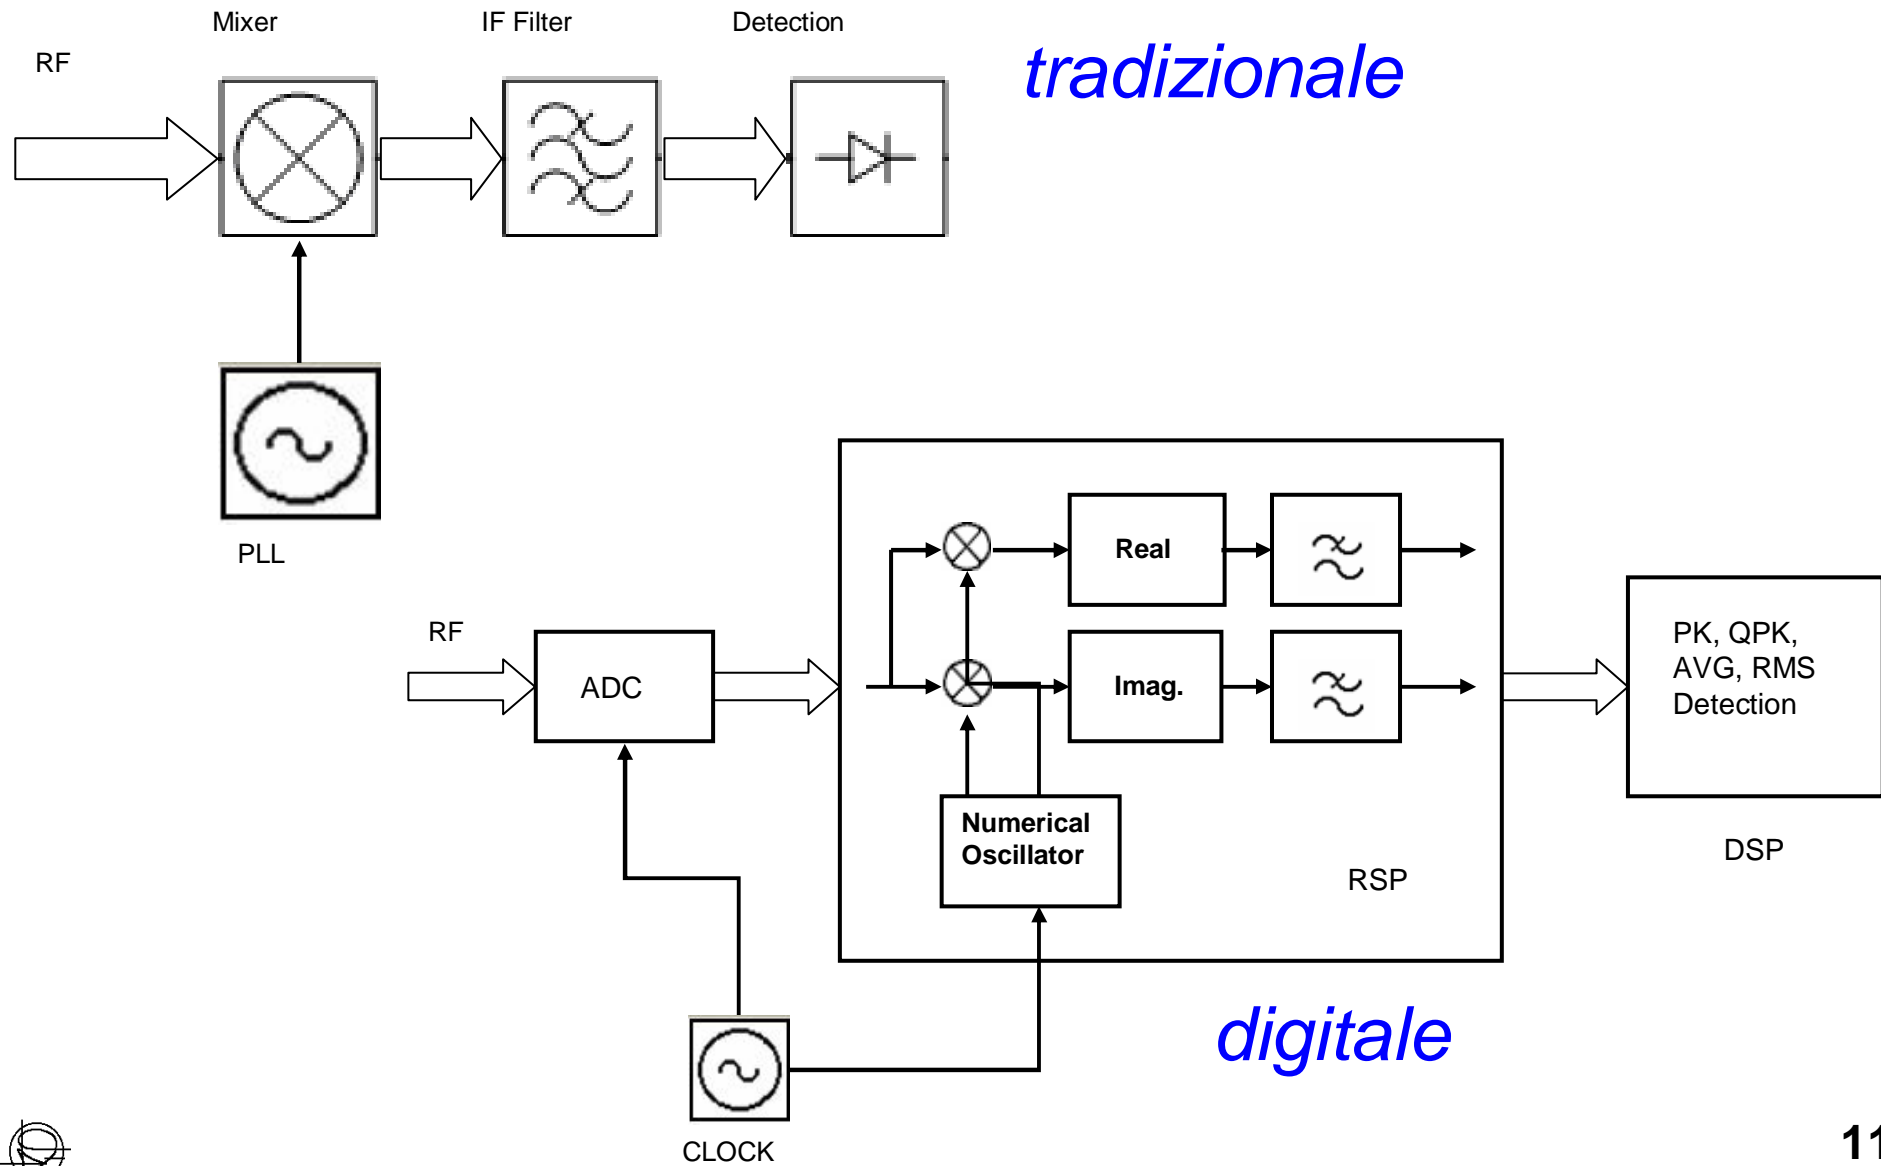 Mixer
IF Filter
Detection
RF
tradizionale
PLL
Real
RF
ADC
Imag.
PK, QPK,
AVG, RMS
Detection
Numerical
Oscillator
DSP
RSP
digitale
CLOCK
11